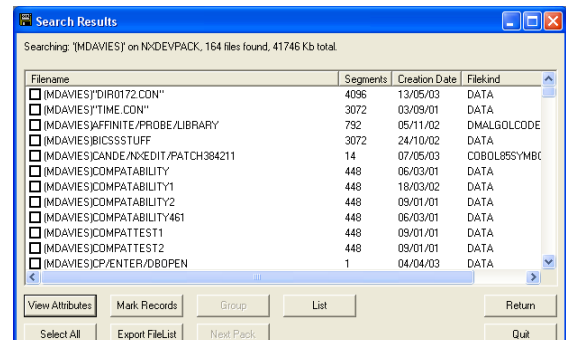 Search Results
Searching: '(MDAVIES)' on NXDEVPACK, 164 files found, 41746 Kb total.
Filename Segments Creation Date Filekind
(MDAVIES)"DIR0172.CON" 4096 13/05/03 DATA
(MDAVIES)"TIME.CON" 3072 03/09/01 DATA
(MDAVIES)AFFINITE/PROBE/LIBRARY 792 05/11/02 DMALGOLCODE
(MDAVIES)BICSSSTUFF 3072 24/10/02 DATA
(MDAVIES)CANDE/NXEDIT/PATCH384211 14 07/05/03 COBOL85SYMBO
(MDAVIES)COMPATABILITY 448 06/03/01 DATA
(MDAVIES)COMPATABILITY1 448 18/03/02 DATA
(MDAVIES)COMPATABILITY2 448 09/01/01 DATA
(MDAVIES)COMPATABILITY461 448 06/03/01 DATA
(MDAVIES)COMPATTEST1 448 09/01/01 DATA
(MDAVIES)COMPATTEST2 448 09/01/01 DATA
(MDAVIES)CP/ENTER/DBOPEN 1 04/04/03 DATA
View Attributes Mark Records Group List Return
Select All Export FileList Next Pack Quit